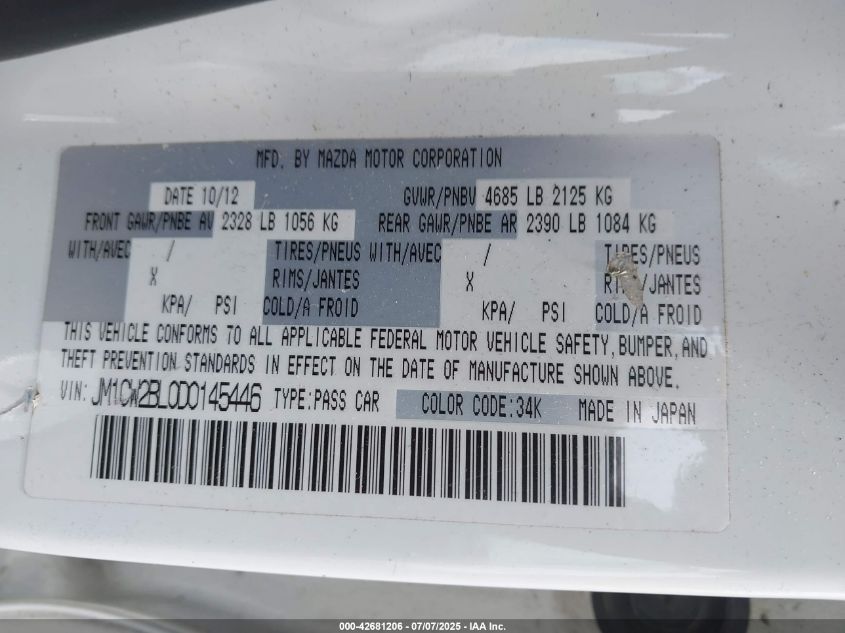 MFD. BY MAZDA MOTOR CORPORATION
DATE 10/12 GVWR/PNBV 4685 LB 2125 KG
FRONT GAWR/PNBE AV 2328 LB 1056 KG REAR GAWR/PNBE AR 2390 LB 1084 KG
WITH/AVEC / TIRES/PNEUS WITH/AVEC / TIRES/PNEUS
X RIMS/JANTES X RIMS/JANTES
KPA/ PSI COLD/A FROID KPA/ PSI COLD/A FROID
THIS VEHICLE CONFORMS TO ALL APPLICABLE FEDERAL MOTOR VEHICLE SAFETY, BUMPER, AND
THEFT PREVENTION STANDARDS IN EFFECT ON THE DATE OF MANUFACTURE SHOWN ABOVE.
VIN: JM1CW2BL0D0145446 TYPE:PASS CAR COLOR CODE:34K MADE IN JAPAN
000-42681206 - 07/07/2025 - IAA Inc.